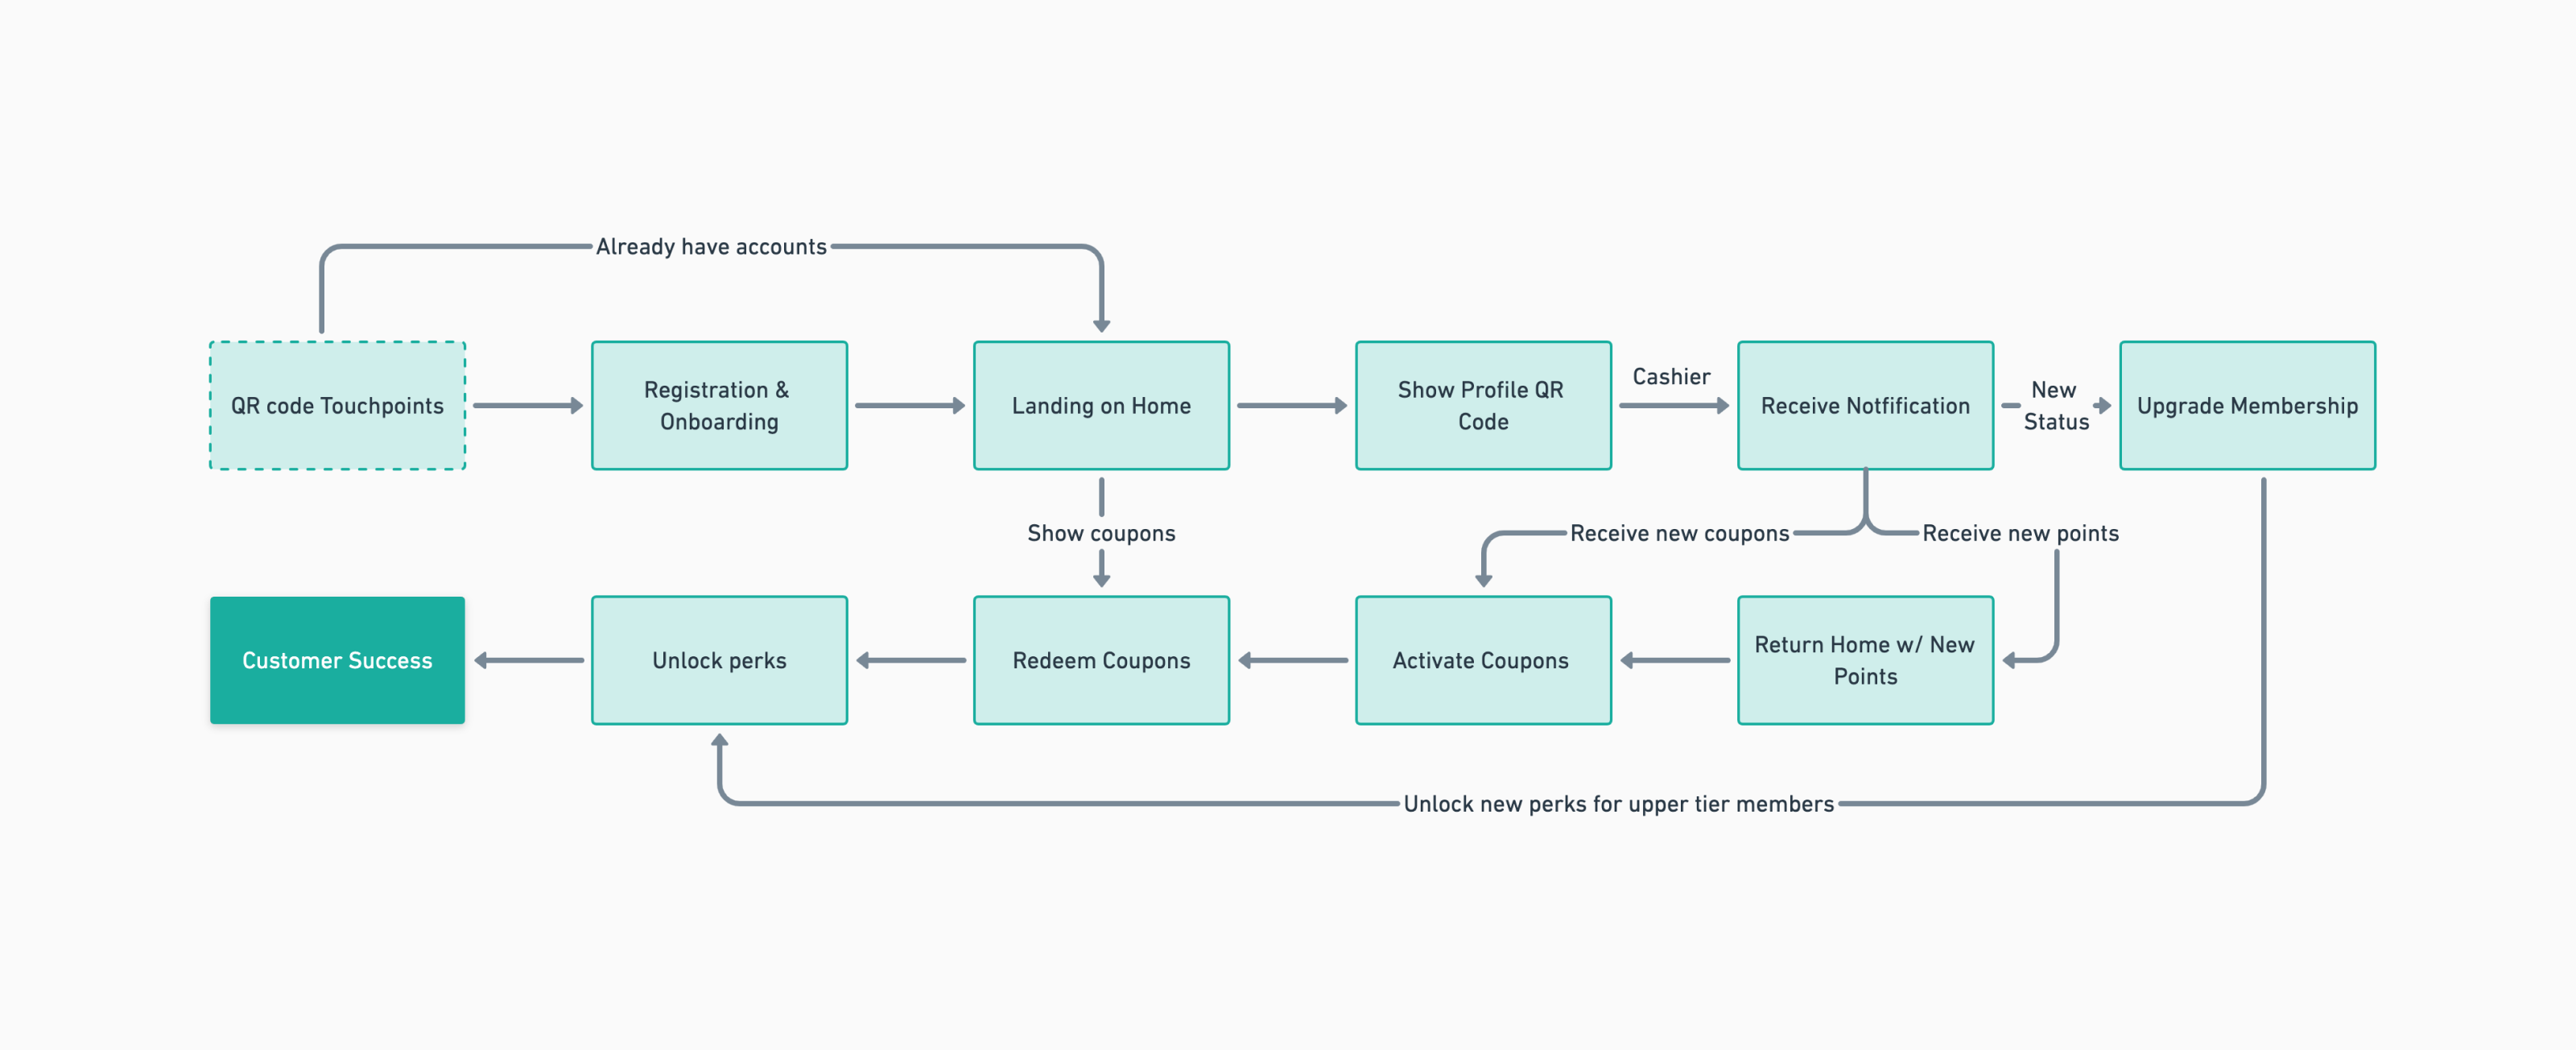 Already have accounts
QR code Touchpoints
Registration &
Onboarding
Landing on Home
Show Profile QR
Code
Cashier
Receive Notfification
New
Status
Upgrade Membership
Show coupons
Receive new coupons
Receive new points
Customer Success
Unlock perks
Redeem Coupons
Activate Coupons
Return Home w/ New
Points
Unlock new perks for upper tier members